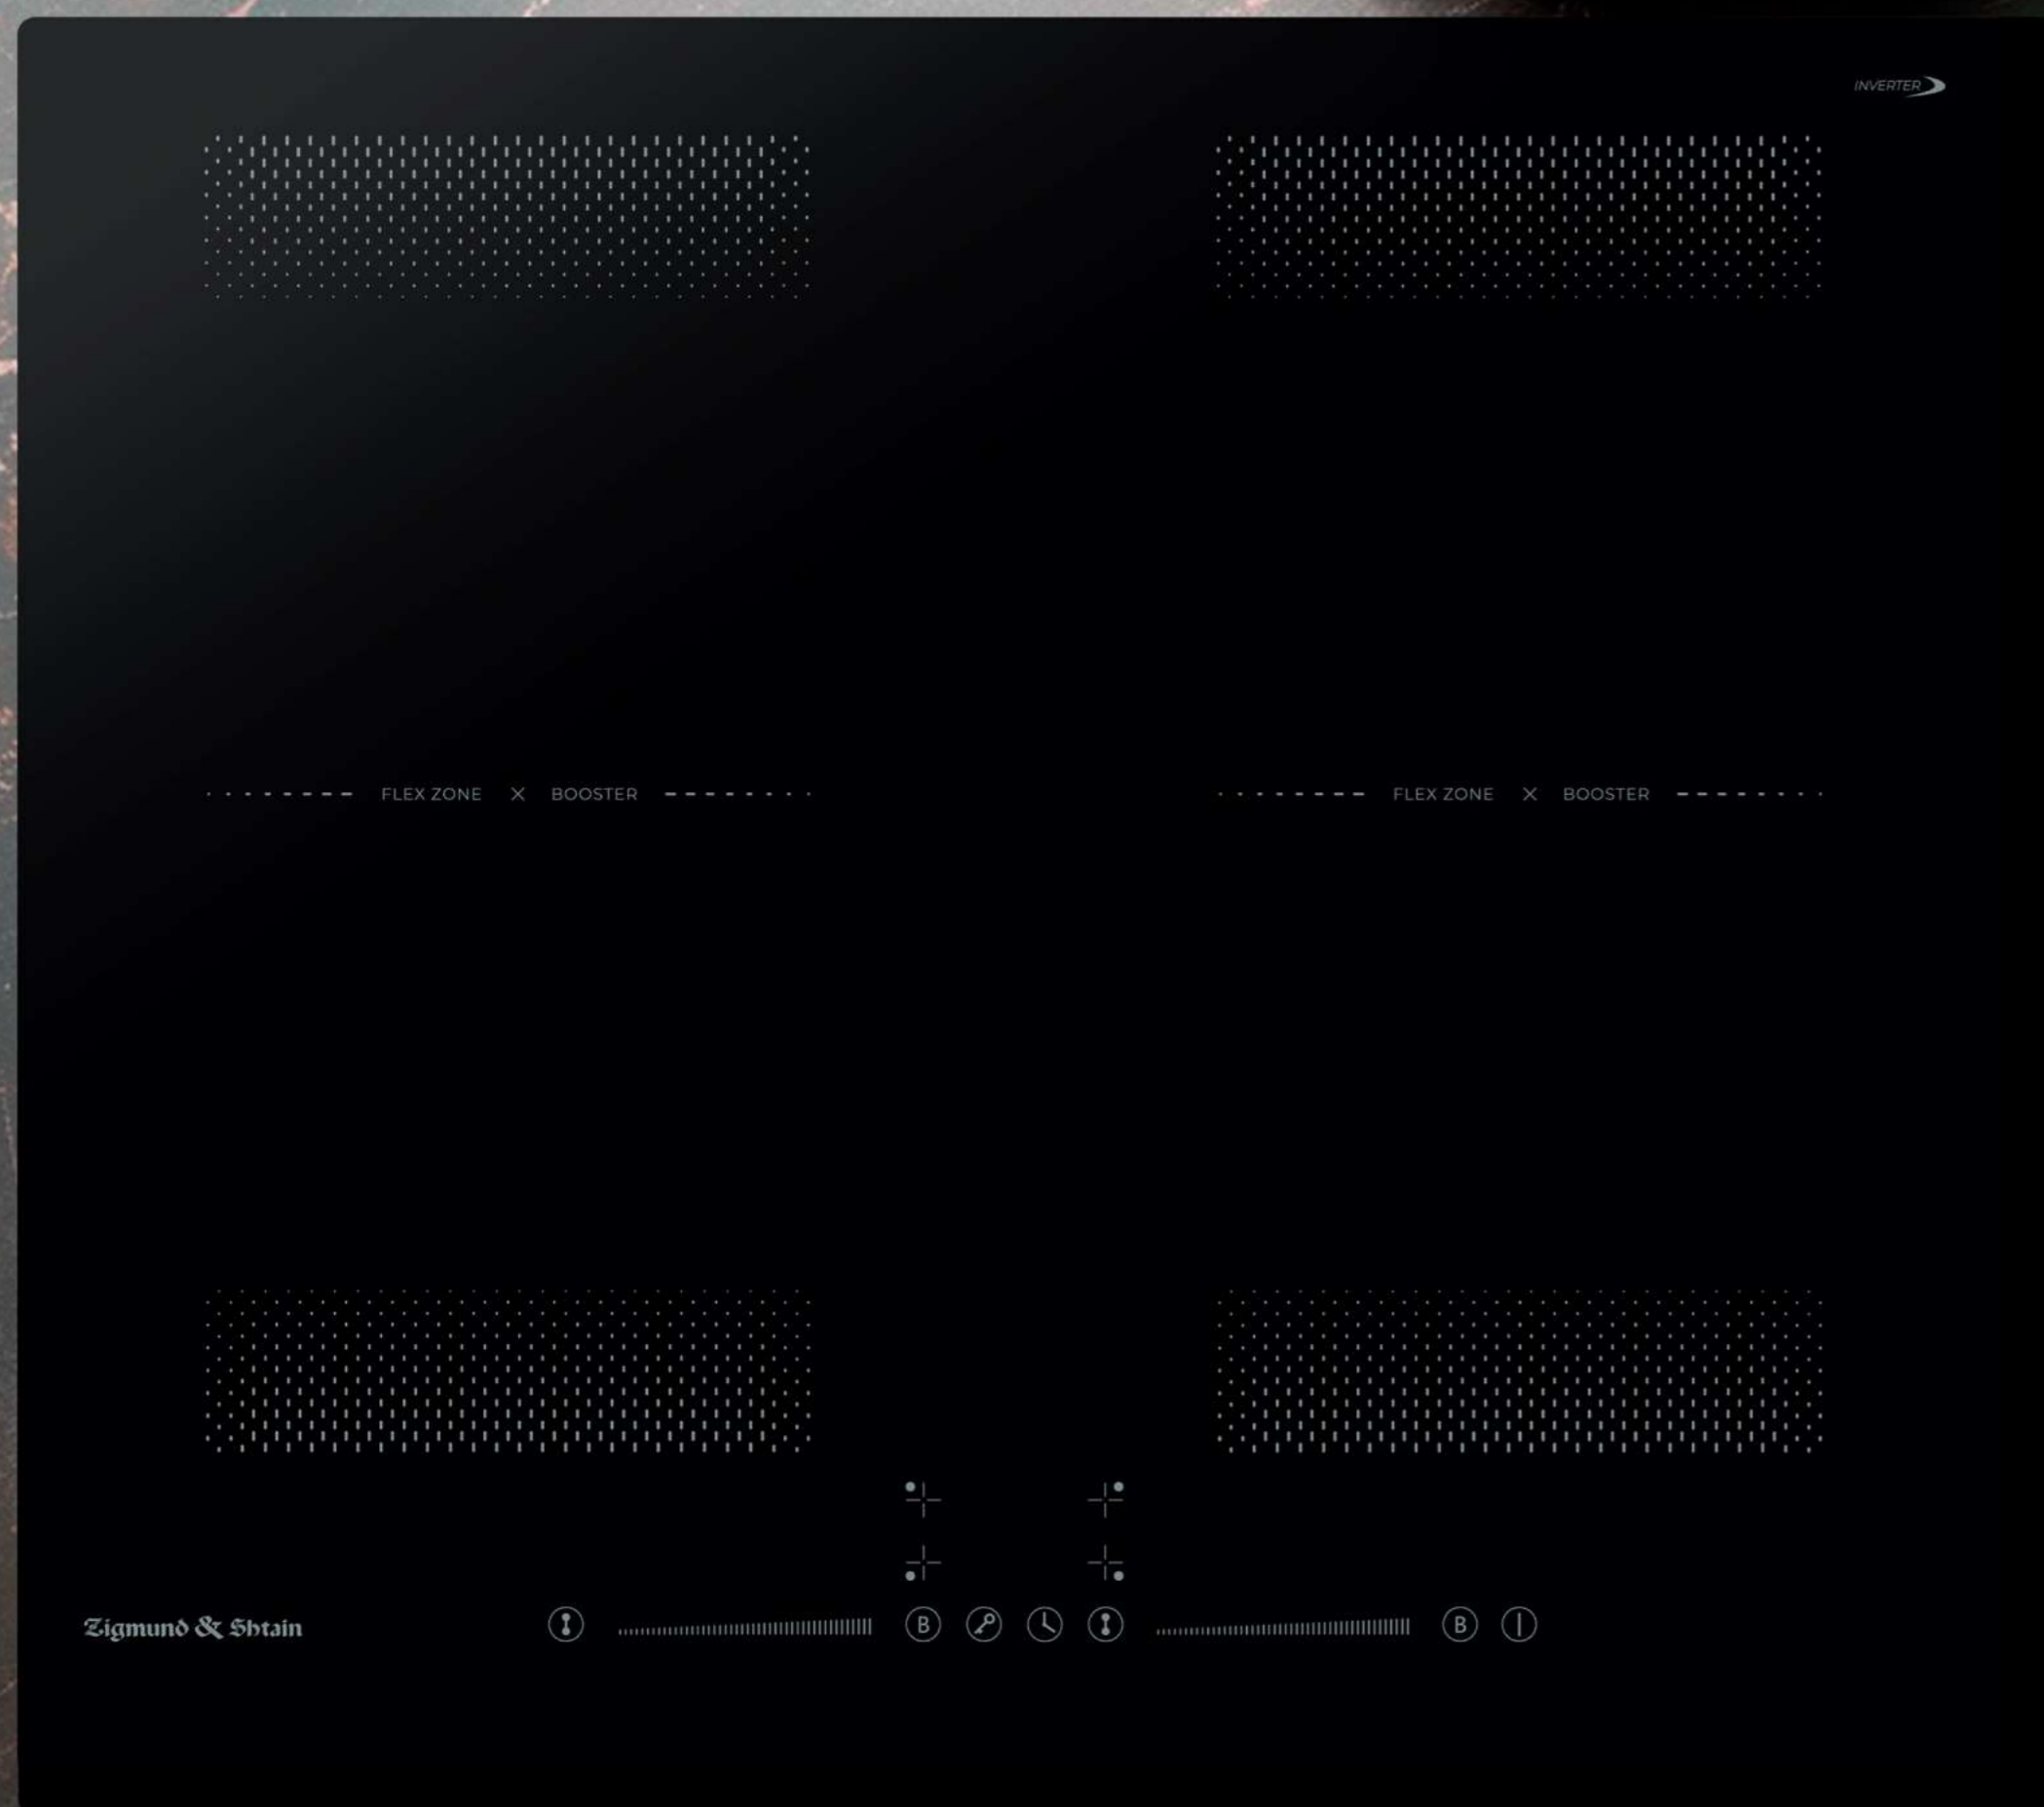 INVERTER
FLEX ZONE X BOOSTER
FLEX ZONE X BOOSTER
Zigmund & Shtain
B
B